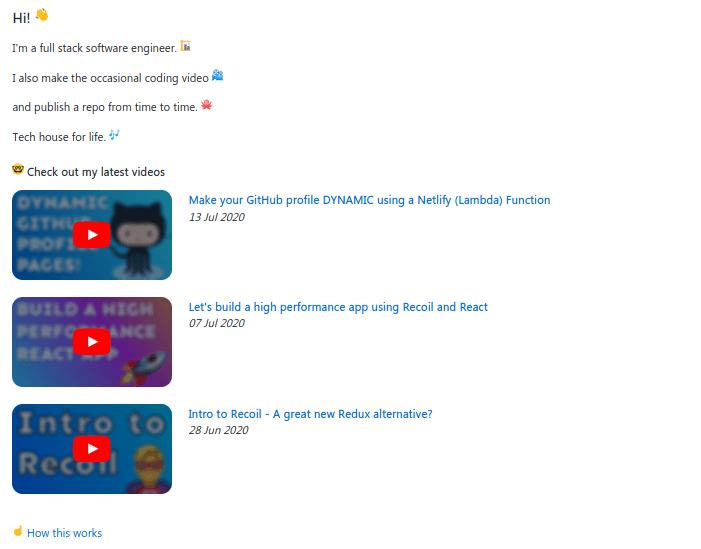 Hi! 👋
I'm a full stack software engineer. 🏗
I also make the occasional coding video 🎦
and publish a repo from time to time. 🐙
Tech house for life. 🎶
🤓 Check out my latest videos
DYNAMIC
GITHUB
PROFILE
PAGES!
Make your GitHub profile DYNAMIC using a Netlify (Lambda) Function
13 Jul 2020
BUILD A HIGH
PERFORMANCE
REACT APP
Let's build a high performance app using Recoil and React
07 Jul 2020
Intro to
Recoil
Intro to Recoil - A great new Redux alternative?
28 Jun 2020
☝ How this works